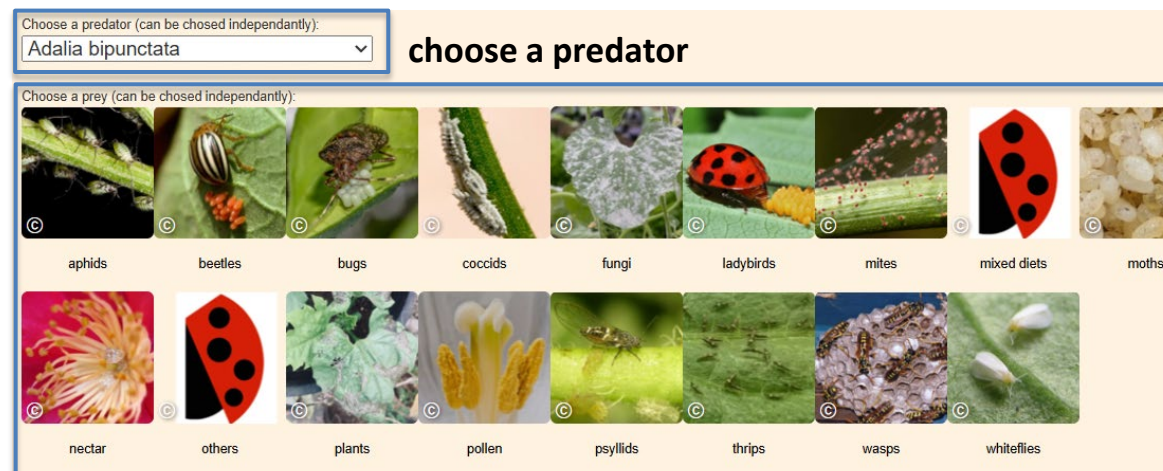 Choose a predator (can be chosed independantly):
Adalia bipunctata
choose a predator
Choose a prey (can be chosed independantly):
© © © © © © © ©
aphids beetles bugs coccids fungi ladybirds mites mixed diets moths
© © © © © © © ©
nectar others plants pollen psyllids thrips wasps whiteflies